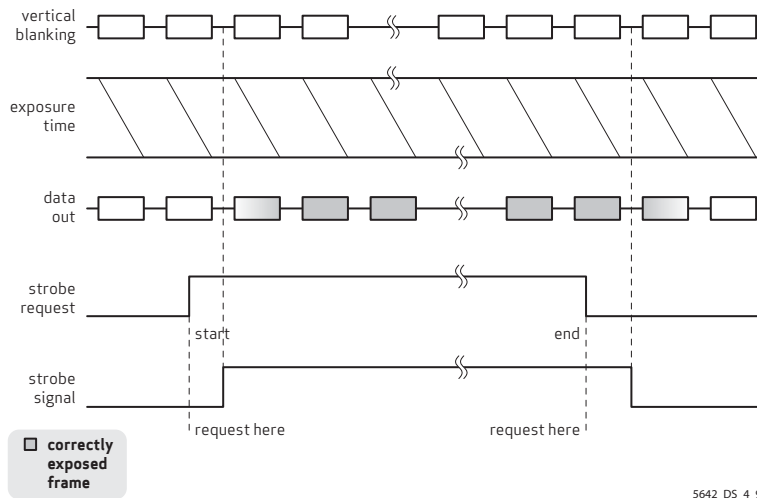 vertical
blanking
exposure
time
data
out
strobe
request
start
end
strobe
signal
request here
request here
correctly
exposed
frame
5642_DS_4_9